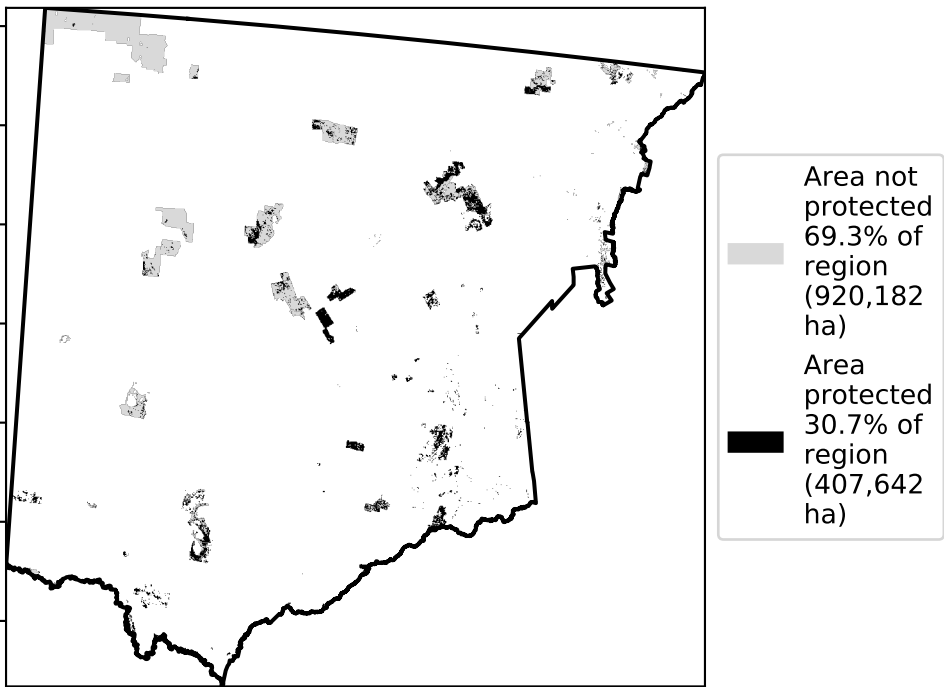 Area not
protected
69.3% of
region
(920,182
ha)
Area
protected
30.7% of
region
(407,642
ha)